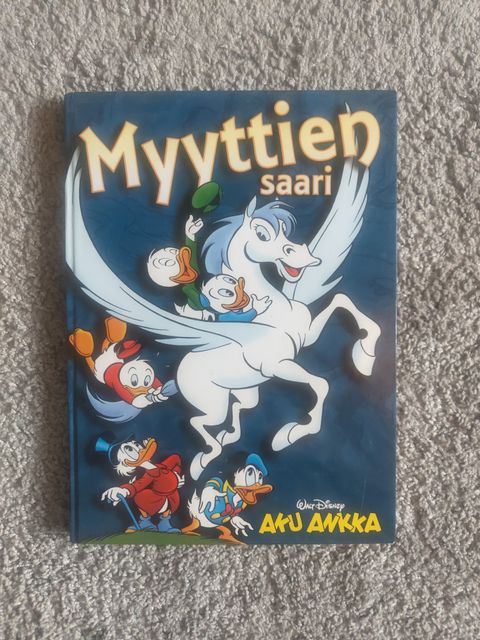 Myyttien
saari
Walt Disney
AKU ANKKA